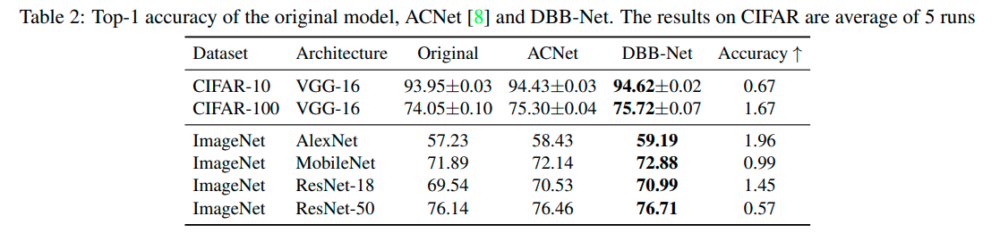 Table 2: Top-1 accuracy of the original model, ACNet [8] and DBB-Net. The results on CIFAR are average of 5 runs
Dataset Architecture Original ACNet DBB-Net Accuracy ↑
CIFAR-10 VGG-16 93.95±0.03 94.43±0.03 94.62±0.02 0.67
CIFAR-100 VGG-16 74.05±0.10 75.30±0.04 75.72±0.07 1.67
ImageNet AlexNet 57.23 58.43 59.19 1.96
ImageNet MobileNet 71.89 72.14 72.88 0.99
ImageNet ResNet-18 69.54 70.53 70.99 1.45
ImageNet ResNet-50 76.14 76.46 76.71 0.57